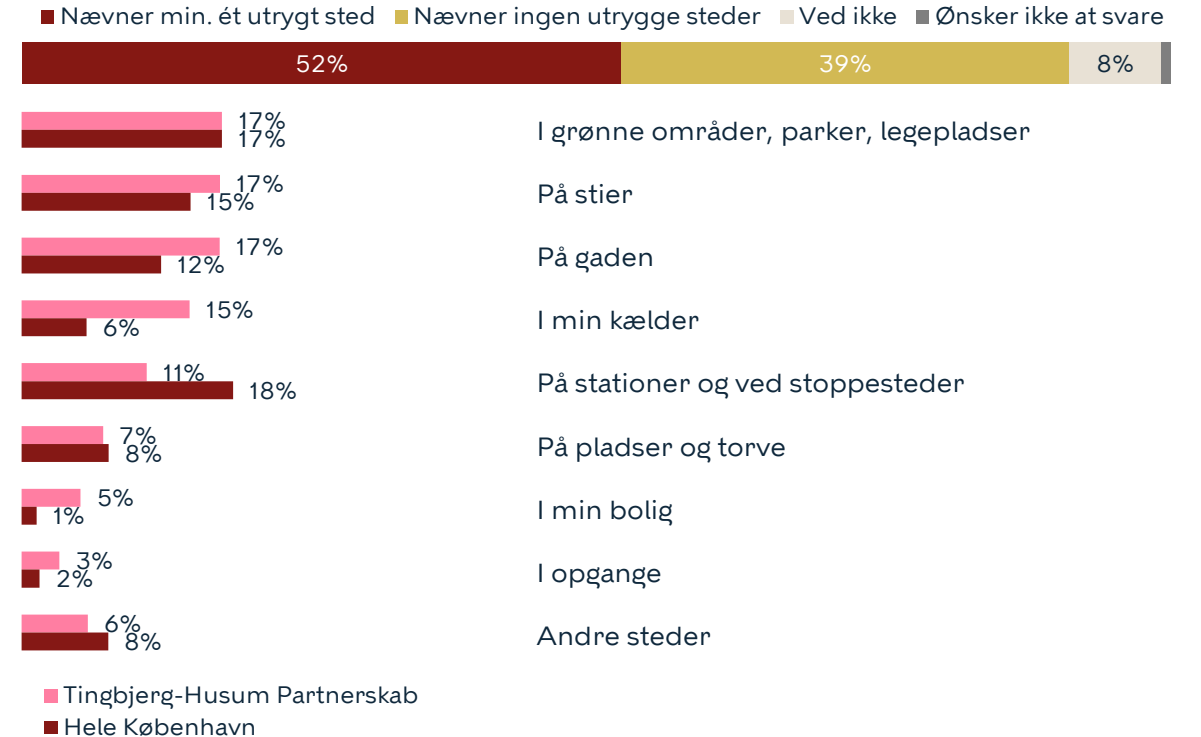 Nævner min. ét utrygt sted Nævner ingen utrygge steder Ved ikke Ønsker ikke at svare
52% 39% 8%
17%
17% I grønne områder, parker, legepladser
17%
15% På stier
17%
12% På gaden
15%
6% I min kælder
11%
18% På stationer og ved stoppesteder
7%
8% På pladser og torve
5%
1% I min bolig
3%
2% I opgange
6%
8% Andre steder
Tingbjerg-Husum Partnerskab
Hele København